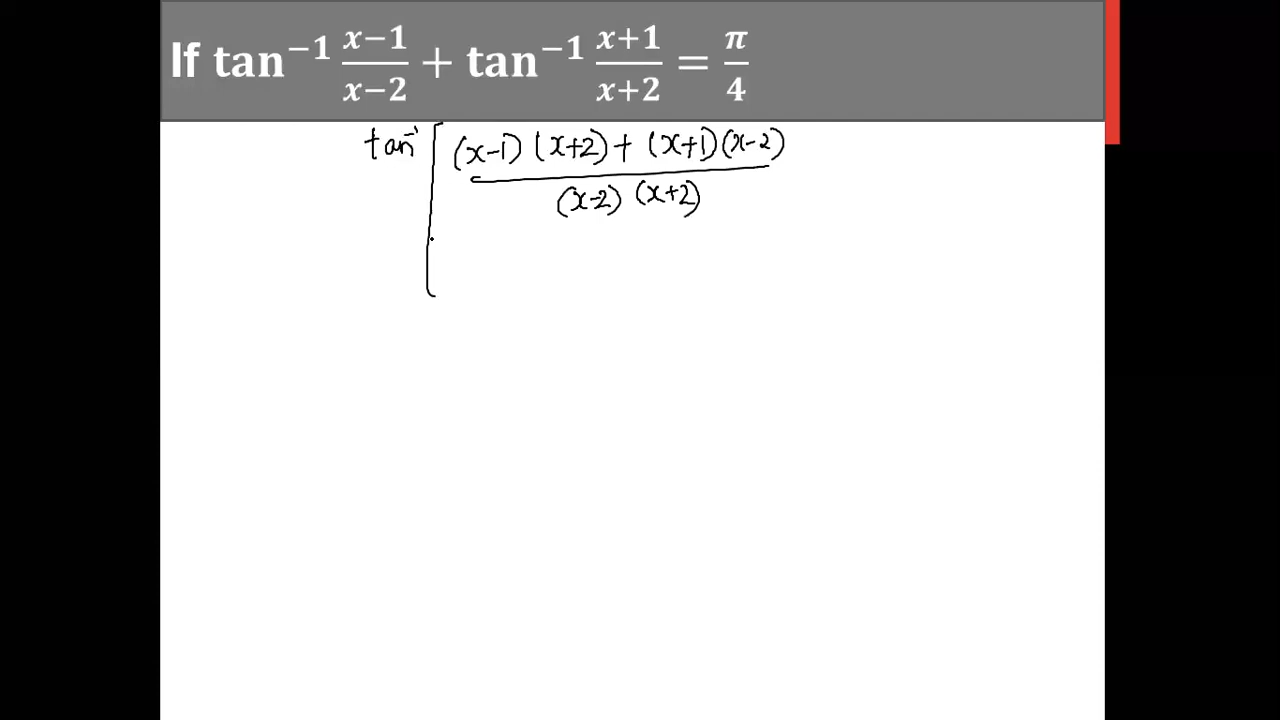 If tan⁻¹ (x−1)/(x−2) + tan⁻¹ (x+1)/(x+2) = π/4
tan⁻¹ [ (x-1) (x+2) + (x+1)(x-2)
(x-2) (x+2)